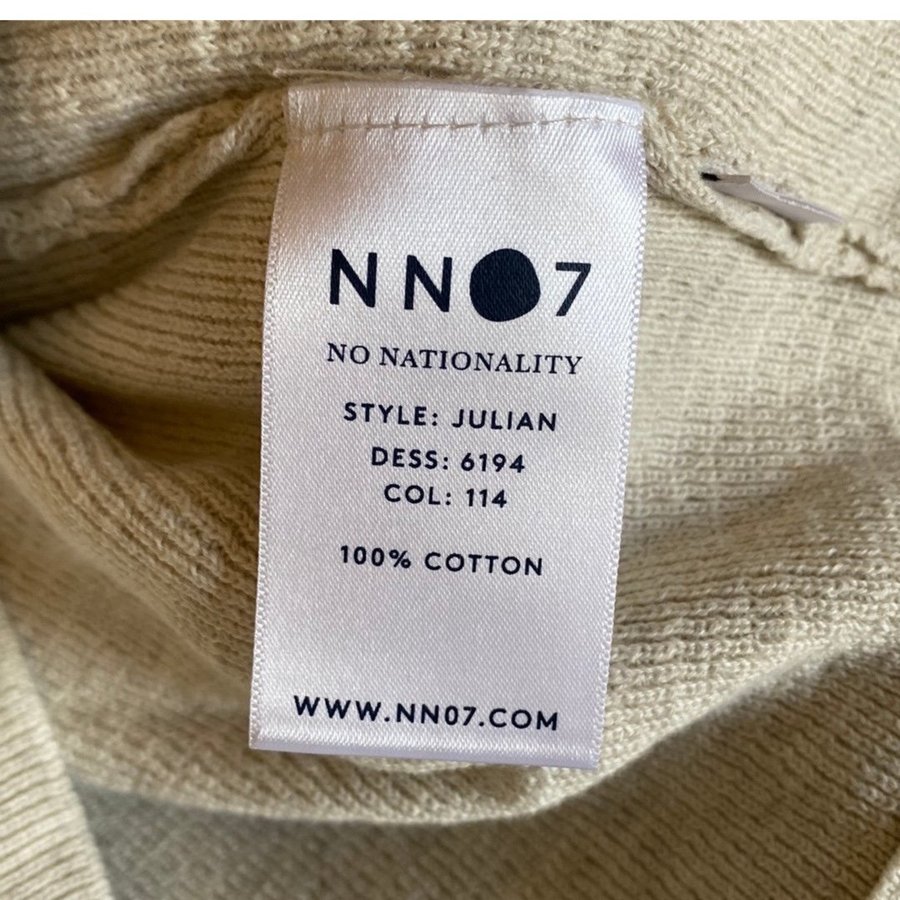 NN07
NO NATIONALITY
STYLE: JULIAN
DESS: 6194
COL: 114
100% COTTON
WWW.NN07.COM